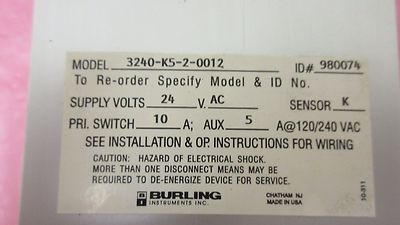 MODEL 3240-K5-2-0012 ID# 980074
To Re-order Specify Model & ID No.
SUPPLY VOLTS 24 V. AC SENSOR K
PRI. SWITCH 10 A; AUX 5 A@120/240 VAC
SEE INSTALLATION & OP. INSTRUCTIONS FOR WIRING
CAUTION: HAZARD OF ELECTRICAL SHOCK.
MORE THAN ONE DISCONNECT MEANS MAY BE
REQUIRED TO DE-ENERGIZE DEVICE FOR SERVICE.
BURLING
INSTRUMENTS INC.
CHATHAM NJ
MADE IN USA
10-311